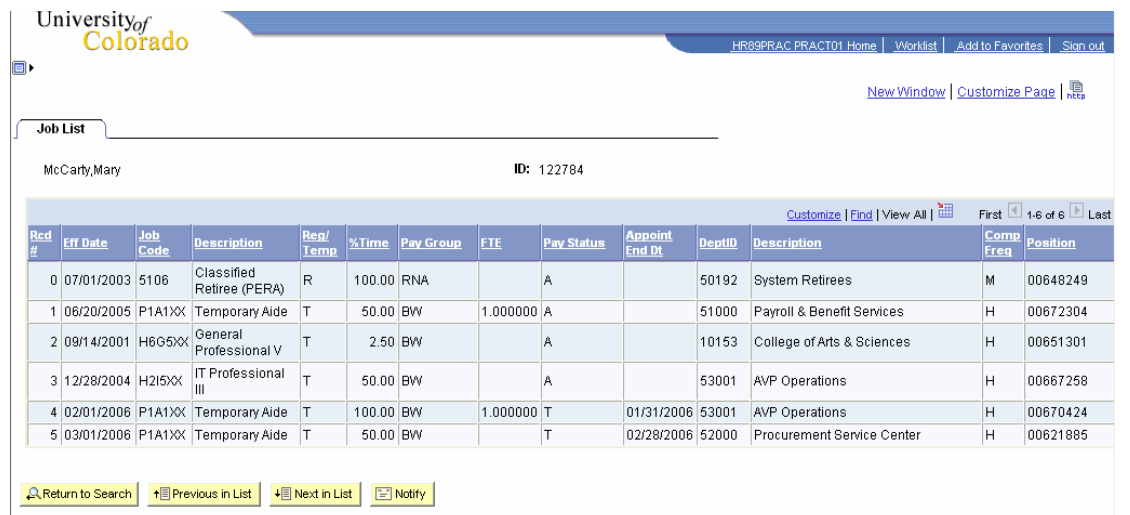 University of
Colorado
HR89PRAC PRACT01 Home | Worklist | Add to Favorites | Sign out
New Window | Customize Page | http
Job List
McCarty,Mary ID: 122784
Customize | Find | View All | First 1-6 of 6 Last
Rcd # Eff Date Job Code Description Reg/ Temp %Time Pay Group FTE Pay Status Appoint End Dt DeptID Description Comp Freq Position
0 07/01/2003 5106 Classified Retiree (PERA) R 100.00 RNA A 50192 System Retirees M 00648249
1 06/20/2005 P1A1XX Temporary Aide T 50.00 BW 1.000000 A 51000 Payroll & Benefit Services H 00672304
2 09/14/2001 H6G5XX General Professional V T 2.50 BW A 10153 College of Arts & Sciences H 00651301
3 12/28/2004 H2I5XX IT Professional III T 50.00 BW A 53001 AVP Operations H 00667258
4 02/01/2006 P1A1XX Temporary Aide T 100.00 BW 1.000000 T 01/31/2006 53001 AVP Operations H 00670424
5 03/01/2006 P1A1XX Temporary Aide T 50.00 BW T 02/28/2006 52000 Procurement Service Center H 00621885
Return to Search Previous in List Next in List Notify